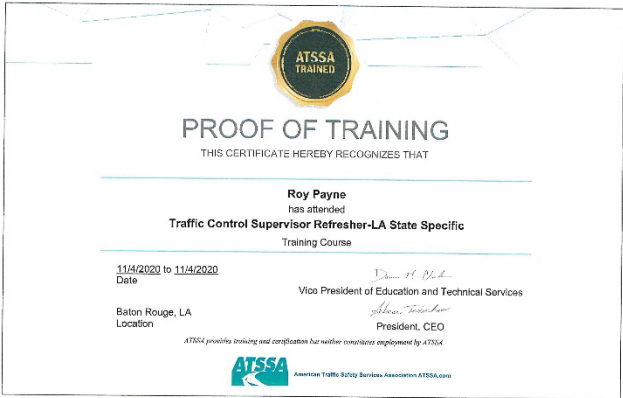 ATSSA
TRAINED
PROOF OF TRAINING
THIS CERTIFICATE HEREBY RECOGNIZES THAT
Roy Payne
has attended
Traffic Control Supervisor Refresher-LA State Specific
Training Course
11/4/2020 to 11/4/2020
Date
Vice President of Education and Technical Services
Baton Rouge, LA
Location
President, CEO
ATSSA provides training and certification but neither constitutes employment by ATSSA
ATSSA
American Traffic Safety Services Association ATSSA.com